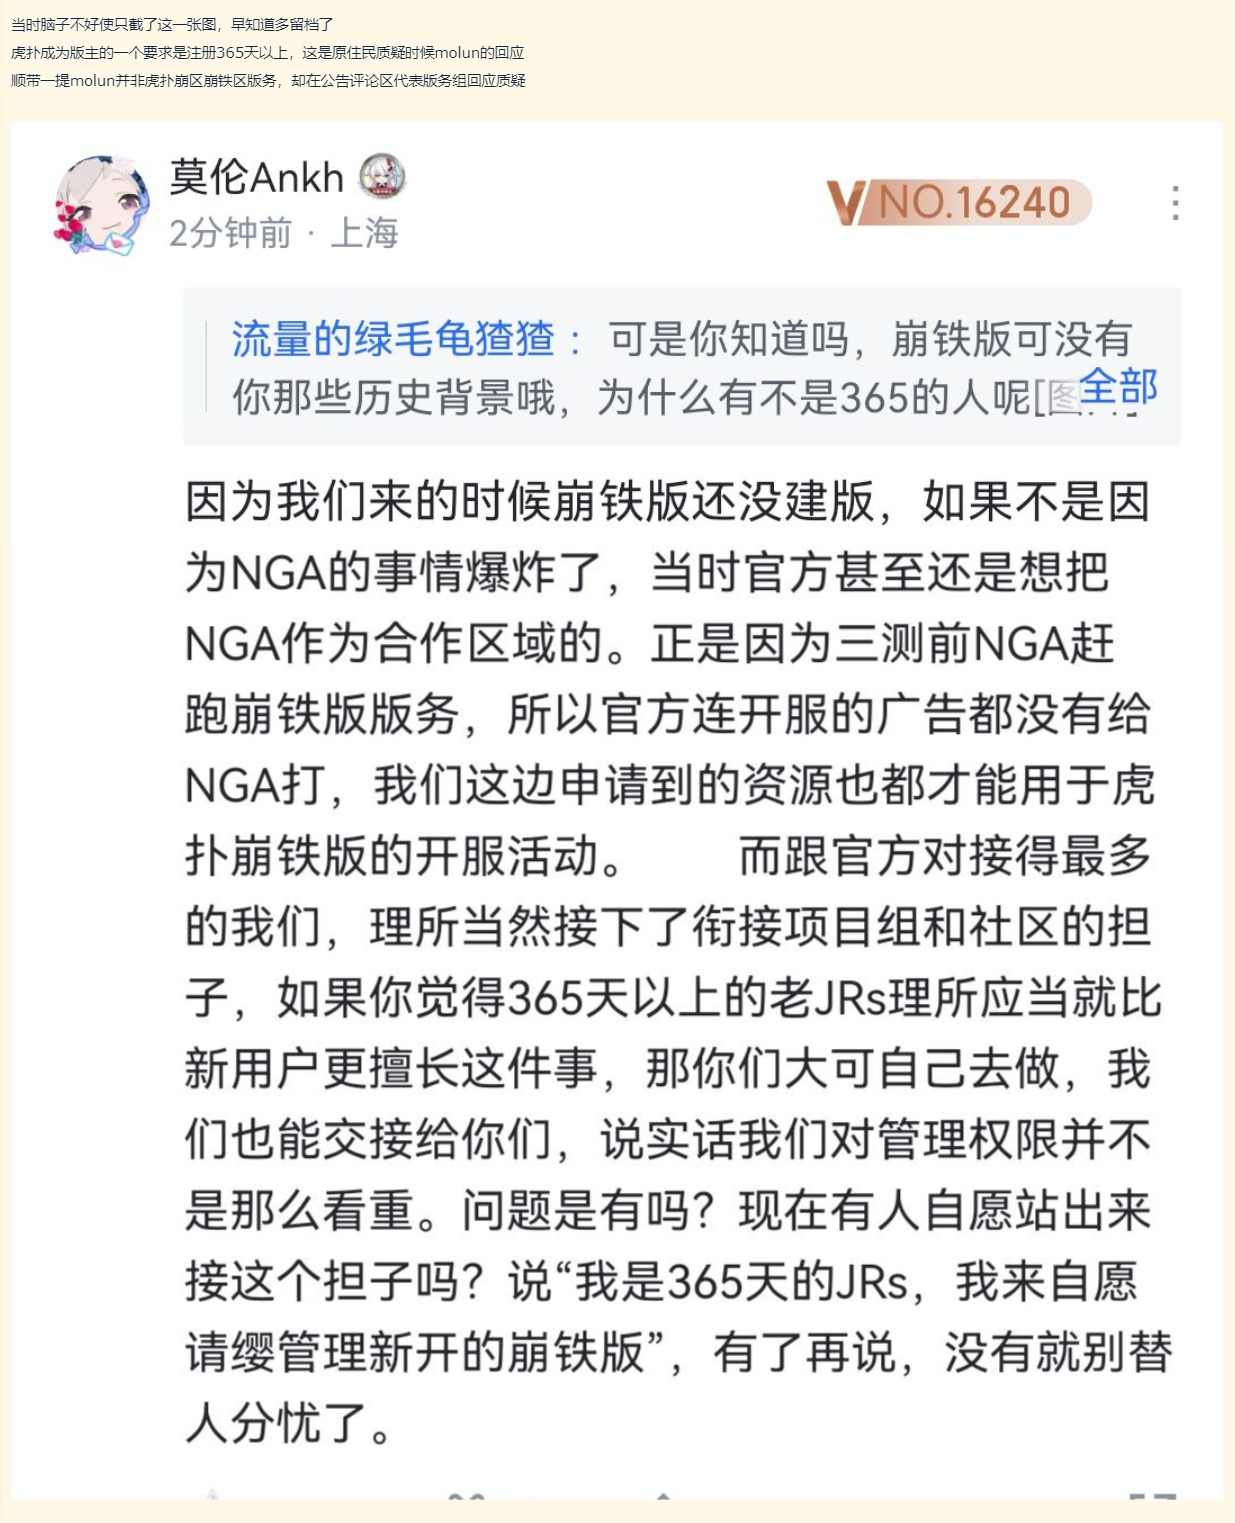 当时脑子不好使只截了这一张图，早知道多留档了
虎扑成为版主的一个要求是注册365天以上，这是原住民质疑时候molun的回应
顺带一提molun并非虎扑崩区崩铁区版务，却在公告评论区代表版务组回应质疑
莫伦Ankh
2分钟前 · 上海
V NO.16240
流量的绿毛龟猹猹：可是你知道吗，崩铁版可没有
你那些历史背景哦，为什么有不是365的人呢[图
全部
因为我们来的时候崩铁版还没建版，如果不是因
为NGA的事情爆炸了，当时官方甚至还是想把
NGA作为合作区域的。正是因为三测前NGA赶
跑崩铁版版务，所以官方连开服的广告都没有给
NGA打，我们这边申请到的资源也都才能用于虎
扑崩铁版的开服活动。 而跟官方对接得最多
的我们，理所当然接下了衔接项目组和社区的担
子，如果你觉得365天以上的老JRs理所应当就比
新用户更擅长这件事，那你们大可自己去做，我
们也能交接给你们，说实话我们对管理权限并不
是那么看重。问题是有吗？现在有人自愿站出来
接这个担子吗？说“我是365天的JRs，我来自愿
请缨管理新开的崩铁版”，有了再说，没有就别替
人分忧了。